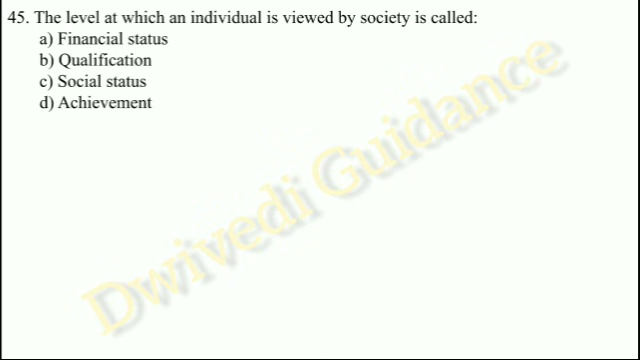 45. The level at which an individual is viewed by society is called:
a) Financial status
b) Qualification
c) Social status
d) Achievement
Dwivedi Guidance